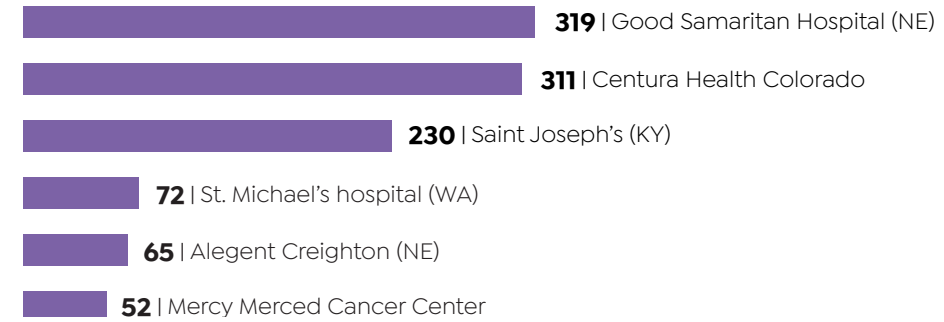 319 | Good Samaritan Hospital (NE)
311 | Centura Health Colorado
230 | Saint Joseph's (KY)
72 | St. Michael's hospital (WA)
65 | Alegent Creighton (NE)
52 | Mercy Merced Cancer Center